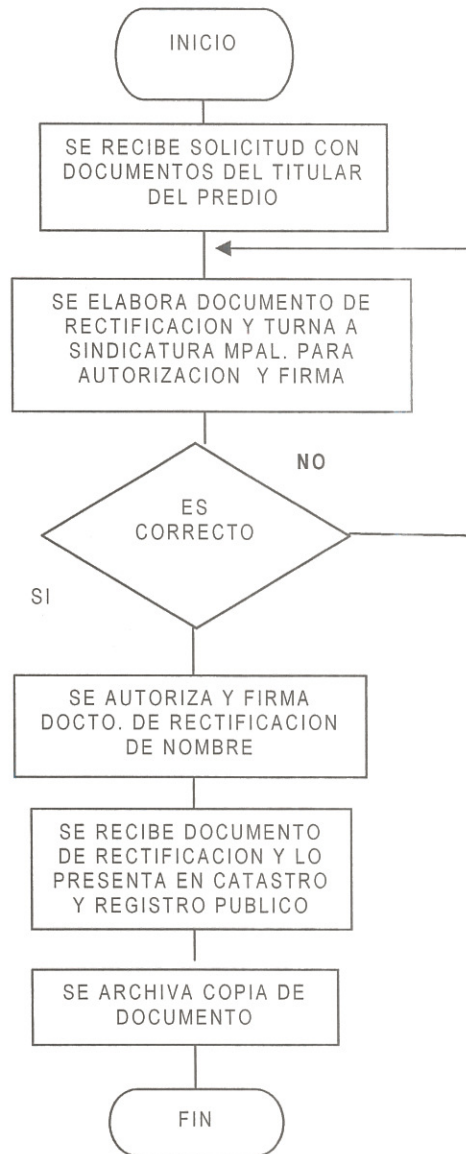 INICIO
SE RECIBE SOLICITUD CON
DOCUMENTOS DEL TITULAR
DEL PREDIO
SE ELABORA DOCUMENTO DE
RECTIFICACION Y TURNA A
SINDICATURA MPAL. PARA
AUTORIZACION Y FIRMA
NO
ES
CORRECTO
SI
SE AUTORIZA Y FIRMA
DOCTO. DE RECTIFICACION
DE NOMBRE
SE RECIBE DOCUMENTO
DE RECTIFICACION Y LO
PRESENTA EN CATASTRO
Y REGISTRO PUBLICO
SE ARCHIVA COPIA DE
DOCUMENTO
FIN